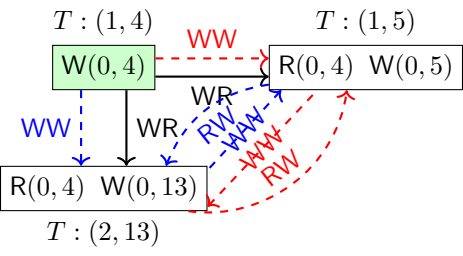 T : (1, 4)
T : (1, 5)
WW
W(0, 4)
R(0, 4) W(0, 5)
WR
WW
WR
RW
WW
WW
RW
R(0, 4) W(0, 13)
T : (2, 13)